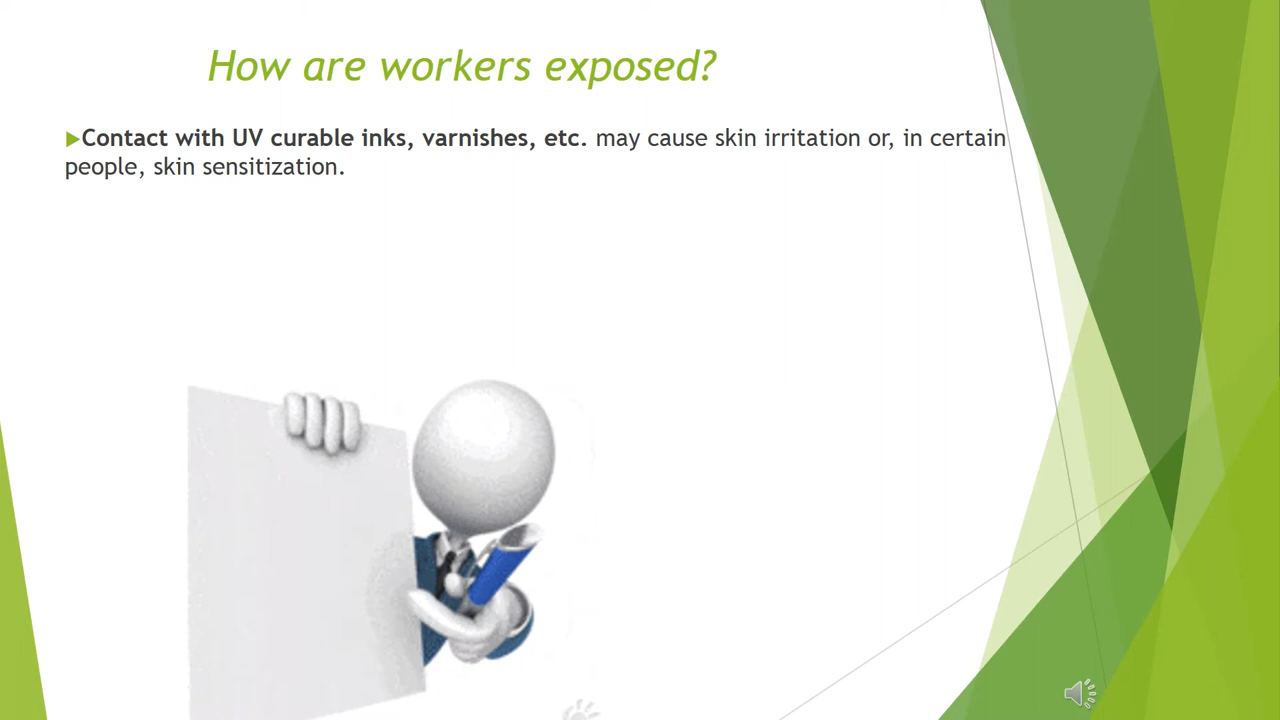 How are workers exposed?
Contact with UV curable inks, varnishes, etc. may cause skin irritation or, in certain
people, skin sensitization.